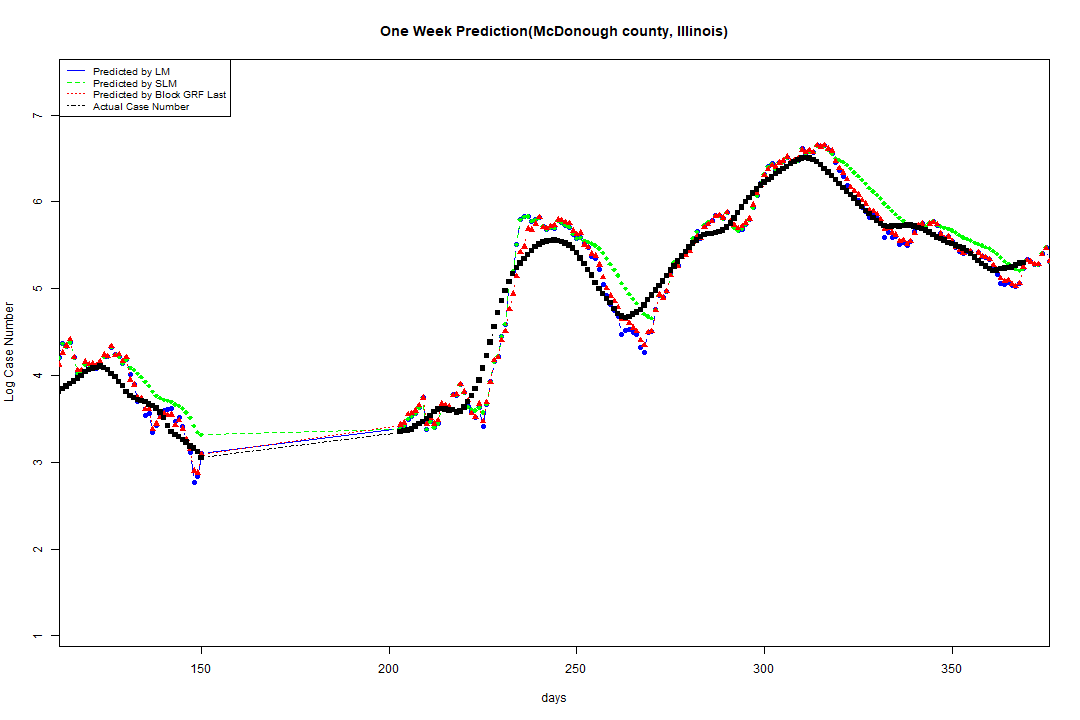 One Week Prediction(McDonough county, Illinois)
Predicted by LM
Predicted by SLM
Predicted by Block GRF Last
Actual Case Number
7
6
5
4
3
2
1
Log Case Number
150 200 250 300 350
days